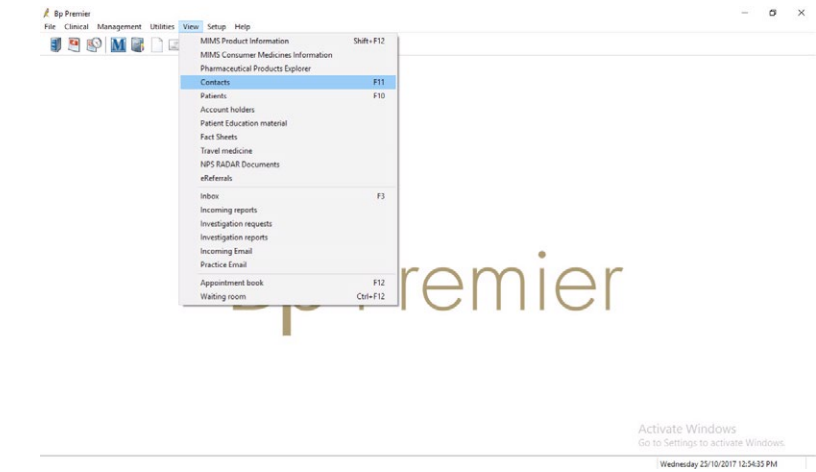 Bp Premier
File Clinical Management Utilities View Setup Help
MIMS Product Information Shift+F12
MIMS Consumer Medicines Information
Pharmaceutical Products Explorer
Contacts F11
Patients F10
Account holders
Patient Education material
Fact Sheets
Travel medicine
NPS RADAR Documents
eReferrals
Inbox F3
Incoming reports
Investigation requests
Investigation reports
Incoming Email
Practice Email
Appointment book F12
Waiting room Ctrl+F12
Bp Premier
Activate Windows
Go to Settings to activate Windows.
Wednesday 25/10/2017 12:54:35 PM